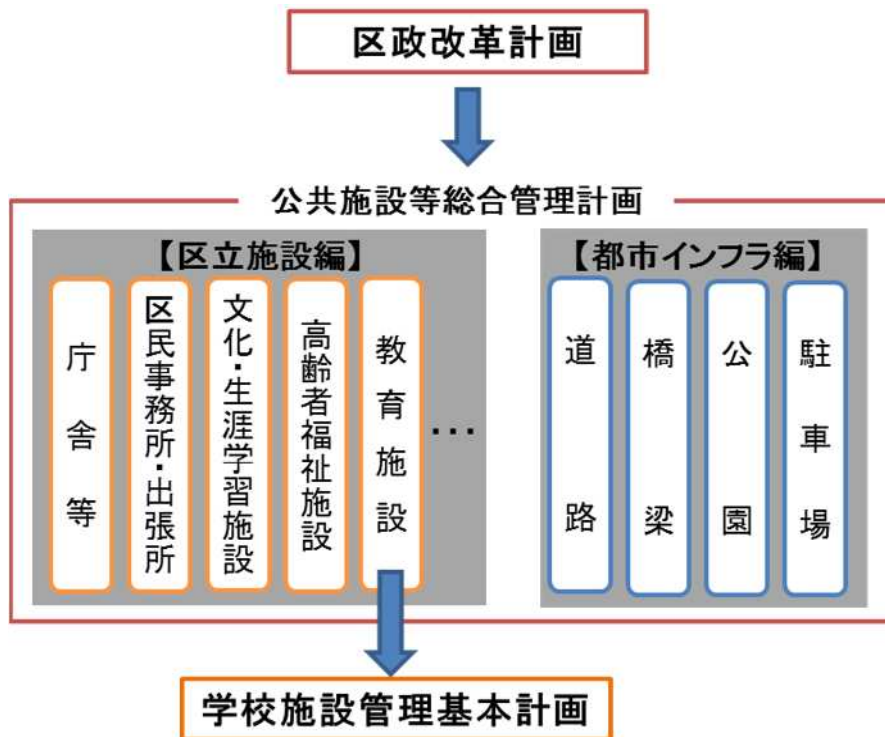 区政改革計画
公共施設等総合管理計画
【区立施設編】
庁舎等
区民事務所・出張所
文化・生涯学習施設
高齢者福祉施設
教育施設
・・・
【都市インフラ編】
道路
橋梁
公園
駐車場
学校施設管理基本計画